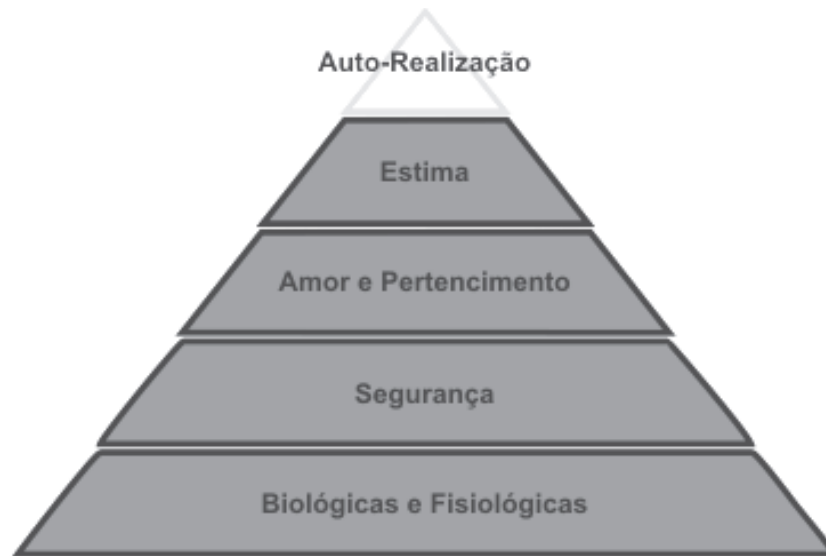 Auto-Realização
Estima
Amor e Pertencimento
Segurança
Biológicas e Fisiológicas